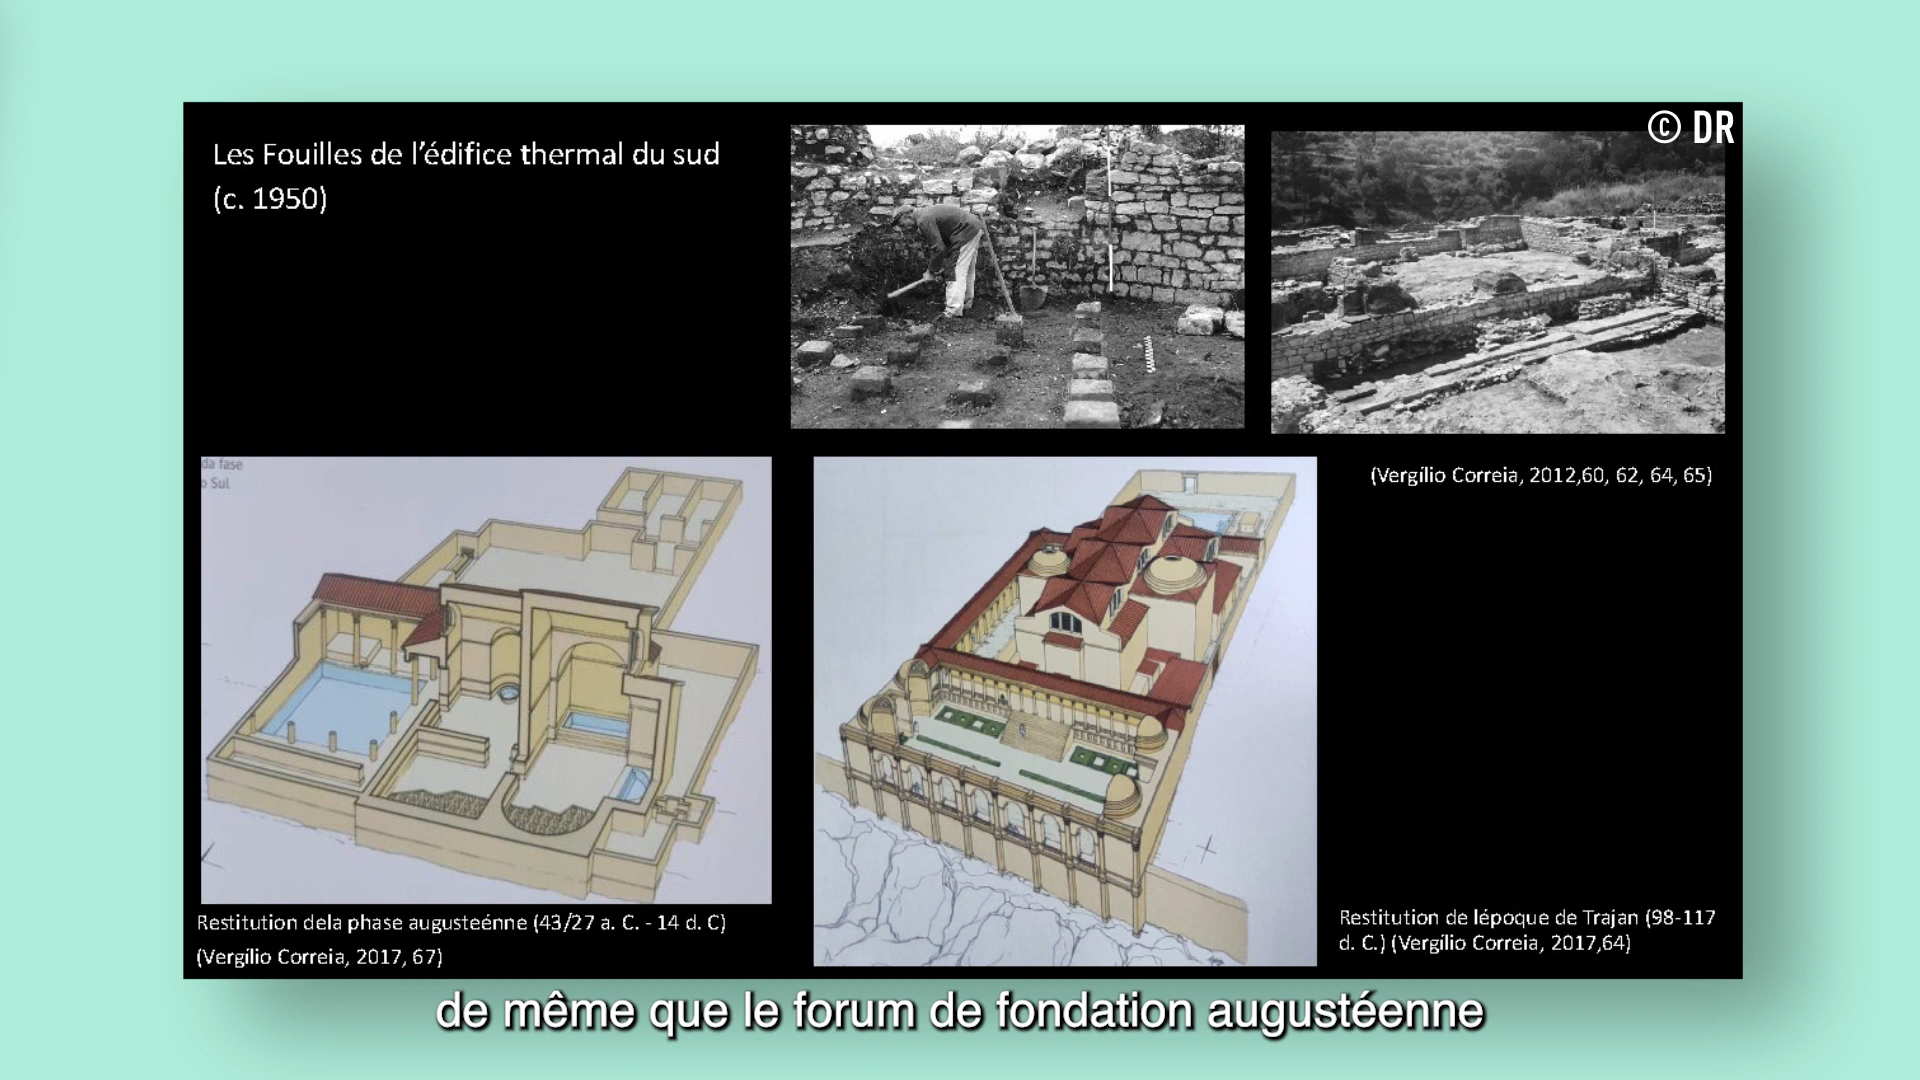 © DR
Les Fouilles de l'édifice thermal du sud
(c. 1950)
(Vergílio Correia, 2012,60, 62, 64, 65)
da fase
o Sul
Restitution dela phase augusteénne (43/27 a. C. - 14 d. C)
(Vergílio Correia, 2017, 67)
Restitution de lépoque de Trajan (98-117
d. C.) (Vergílio Correia, 2017,64)
de même que le forum de fondation augustéenne